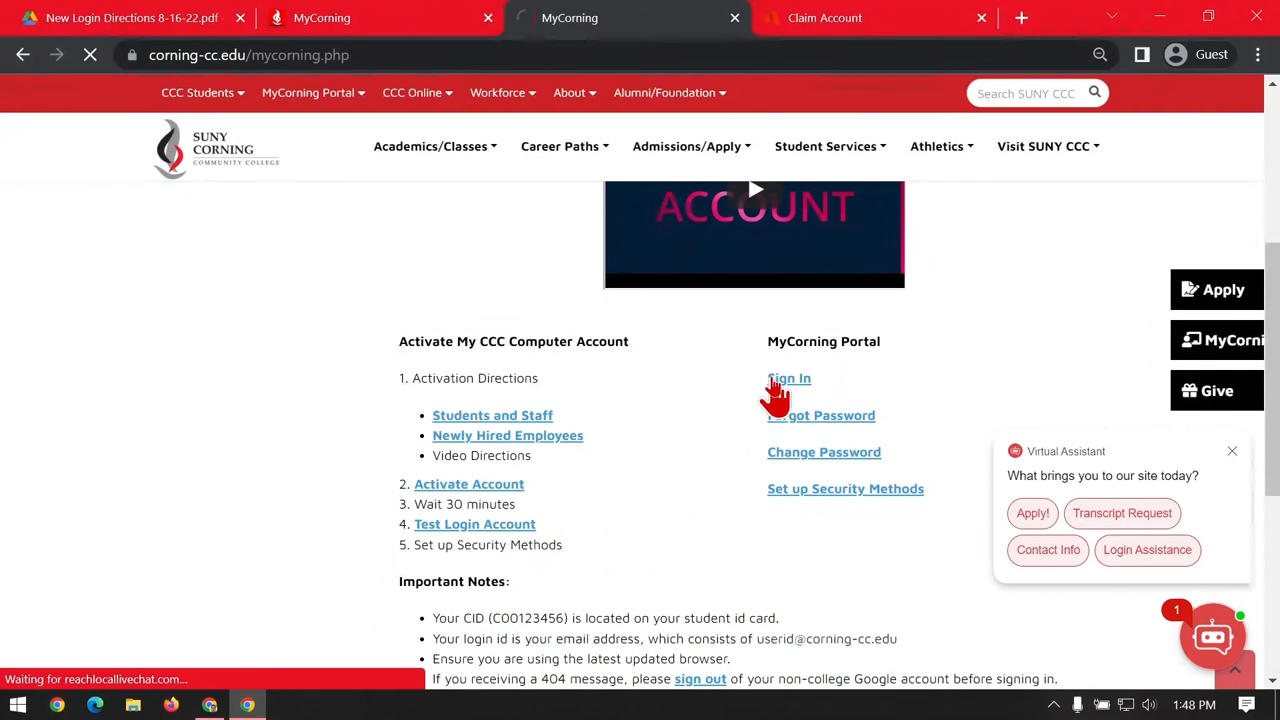 New Login Directions 8-16-22.pdf
MyCorning
MyCorning
Claim Account
corning-cc.edu/mycorning.php
Guest
CCC Students
MyCorning Portal
CCC Online
Workforce
About
Alumni/Foundation
Search SUNY CCC
SUNY
CORNING
COMMUNITY COLLEGE
Academics/Classes
Career Paths
Admissions/Apply
Student Services
Athletics
Visit SUNY CCC
ACCOUNT
Apply
MyCorni
Give
Activate My CCC Computer Account
MyCorning Portal
1. Activation Directions
Sign In
• Students and Staff
Forgot Password
• Newly Hired Employees
• Video Directions
Change Password
2. Activate Account
Set up Security Methods
3. Wait 30 minutes
4. Test Login Account
5. Set up Security Methods
Virtual Assistant
What brings you to our site today?
Apply!
Transcript Request
Contact Info
Login Assistance
1
Important Notes:
• Your CID (C00123456) is located on your student id card.
• Your login id is your email address, which consists of userid@corning-cc.edu
• Ensure you are using the latest updated browser.
If you receiving a 404 message, please sign out of your non-college Google account before signing in.
Waiting for reachlocallivechat.com...
1:48 PM